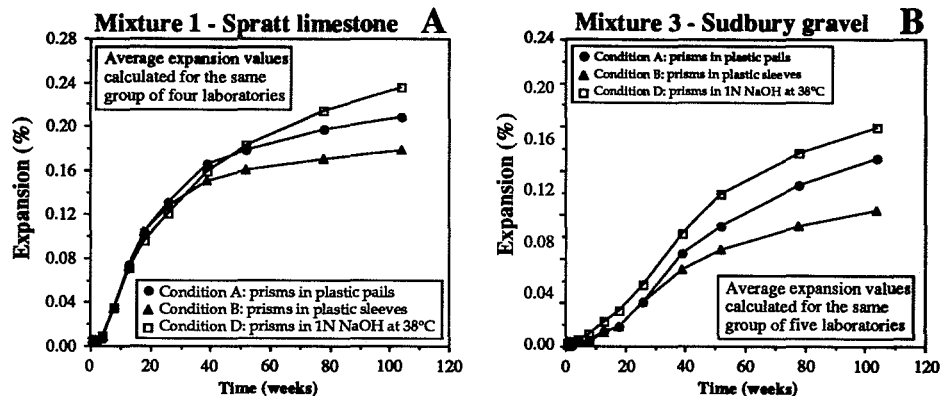 Mixture 1 - Spratt limestone
A
Expansion (%)
0.28
0.24
0.20
0.16
0.12
0.08
0.04
0.00
Average expansion values
calculated for the same
group of four laboratories
Condition A: prisms in plastic pails
Condition B: prisms in plastic sleeves
Condition D: prisms in 1N NaOH at 38°C
0 20 40 60 80 100 120
Time (weeks)
Mixture 3 - Sudbury gravel
B
Expansion (%)
0.24
0.20
0.16
0.12
0.08
0.04
0.00
Condition A: prisms in plastic pails
Condition B: prisms in plastic sleeves
Condition D: prisms in 1N NaOH at 38°C
Average expansion values
calculated for the same
group of five laboratories
0 20 40 60 80 100 120
Time (weeks)